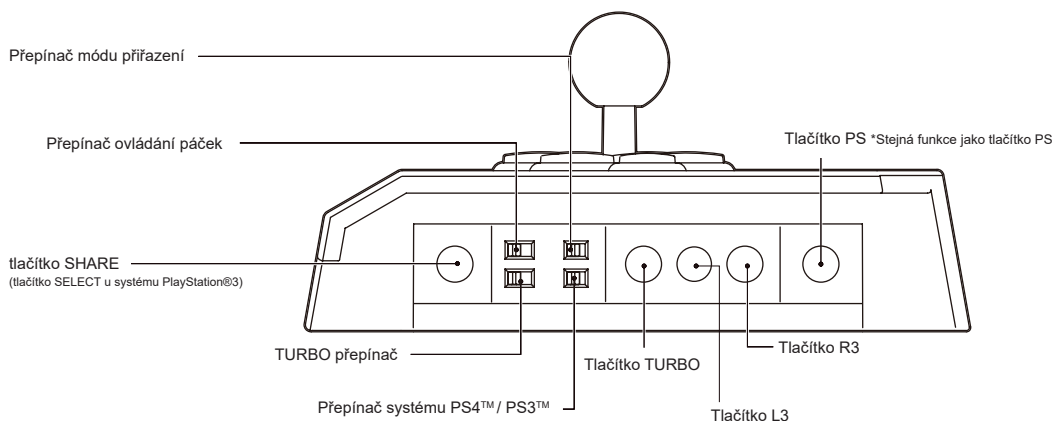 Přepínač módu přiřazení
Přepínač ovládání páček
Tlačítko PS *Stejná funkce jako tlačítko PS
tlačítko SHARE
(tlačítko SELECT u systému PlayStation®3)
TURBO přepínač
Tlačítko TURBO
Tlačítko R3
Přepínač systému PS4™ / PS3™
Tlačítko L3